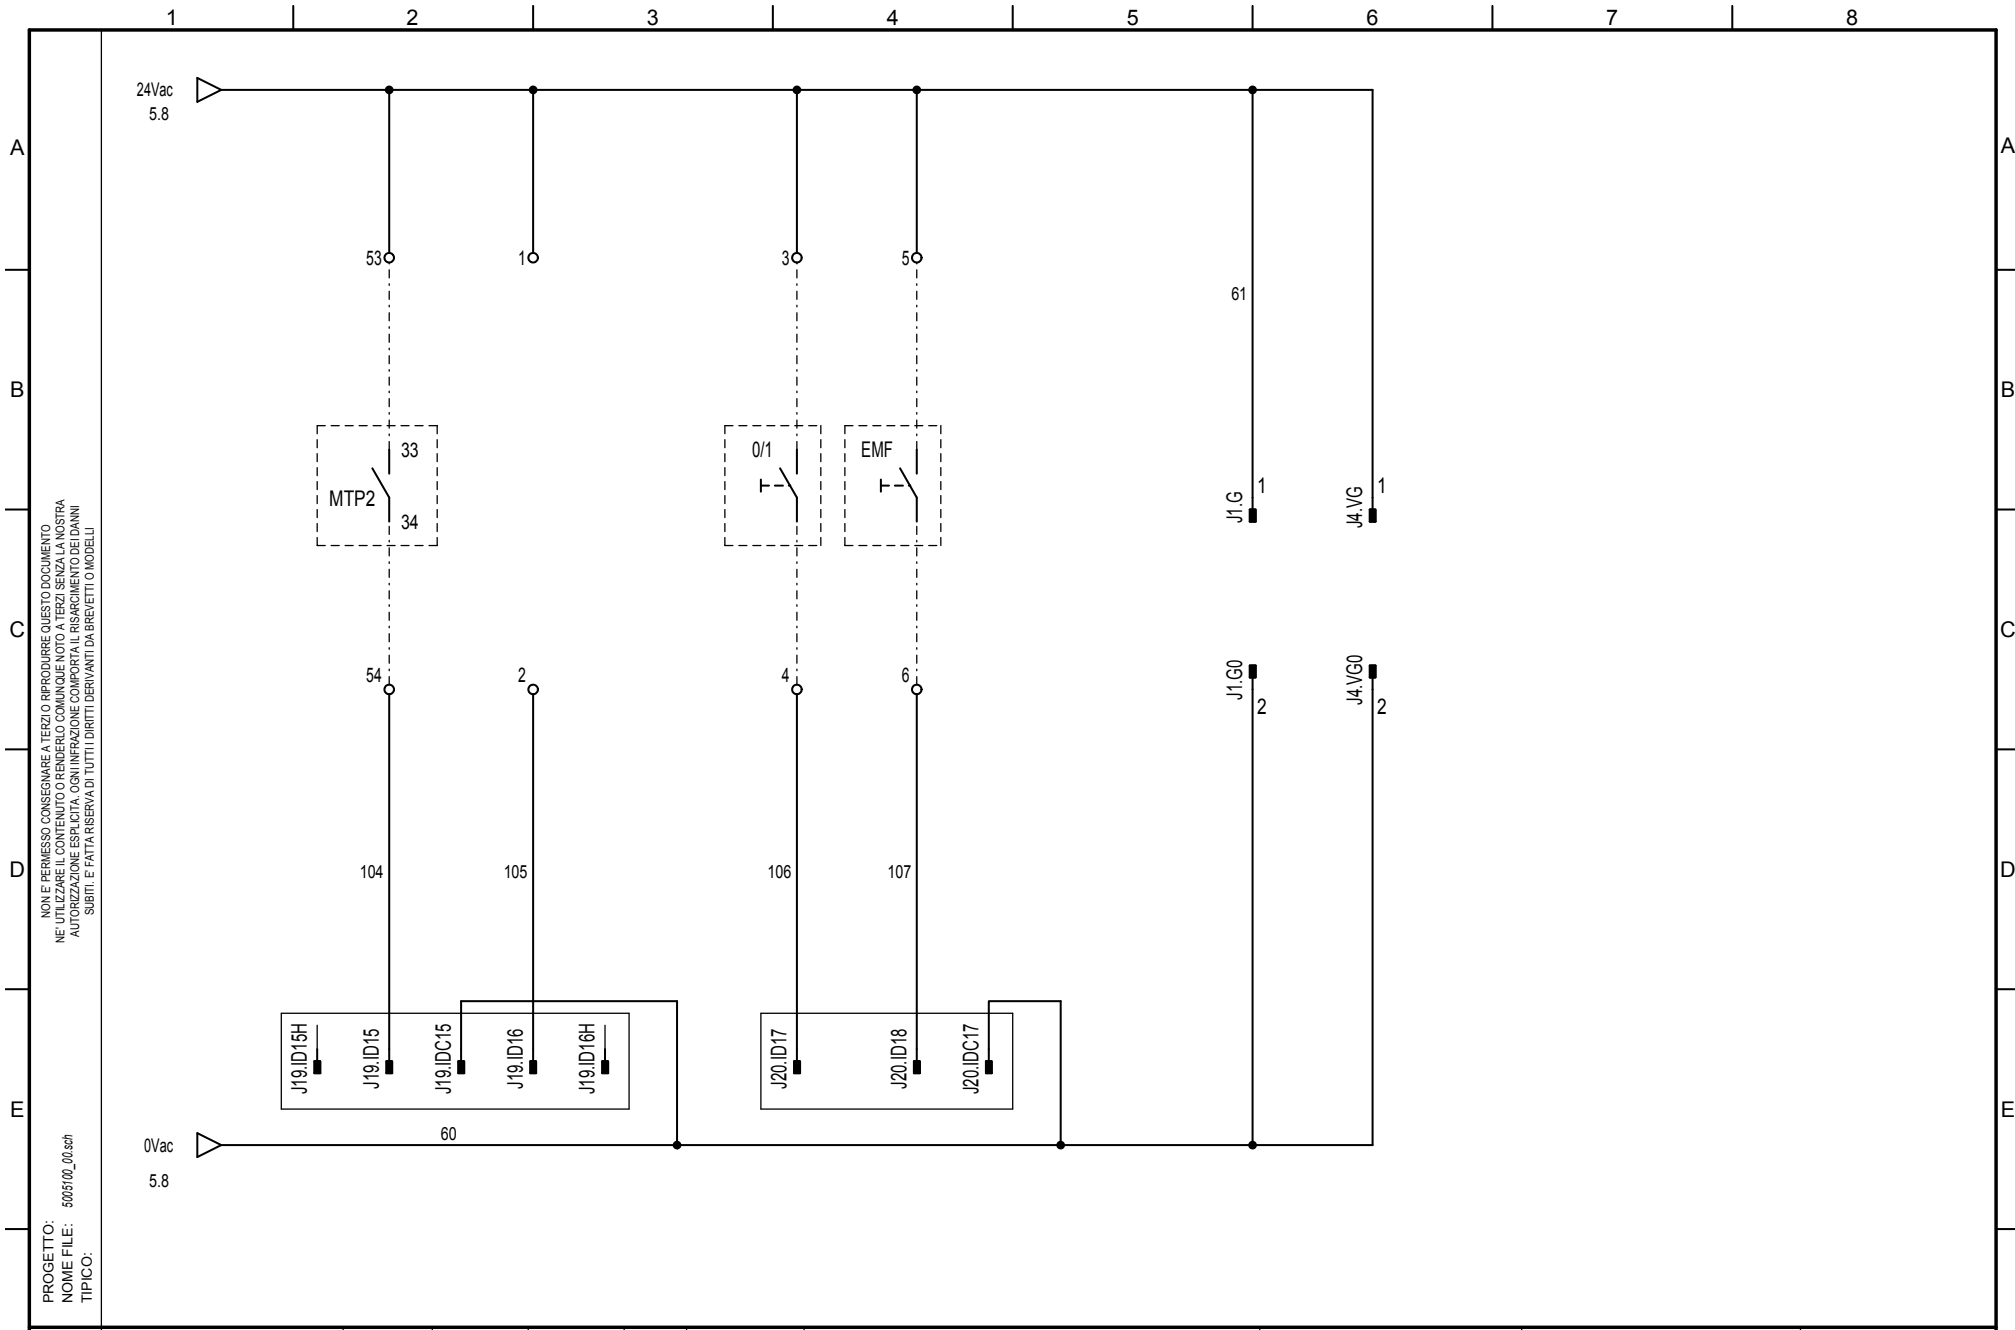 1 2 3 4 5 6 7 8
24Vac
5.8
A A
53 1 3 5
61
B B
33 0/1 EMF
MTP2
34
J1.G 1 J4.VG 1
C C
54 2 4 6
J1.G0 2 J4.VG0 2
D D
104 105 106 107
J19.ID15H J19.ID15 J19.IDC15 J19.ID16 J19.ID16H
J20.ID17 J20.ID18 J20.IDC17
E E
0Vac 60
5.8
NON E' PERMESSO CONSEGNARE A TERZI O RIPRODURRE QUESTO DOCUMENTO
NE' UTILIZZARE IL CONTENUTO O RENDERLO COMUNQUE NOTO A TERZI SENZA LA NOSTRA
AUTORIZZAZIONE ESPLICITA. OGNI INFRAZIONE COMPORTA IL RISARCIMENTO DEI DANNI
SUBITI. E' FATTA RISERVA DI TUTTI I DIRITTI DERIVANTI DA BREVETTI O MODELLI
PROGETTO:
NOME FILE: 5005100_00.sch
TIPICO: